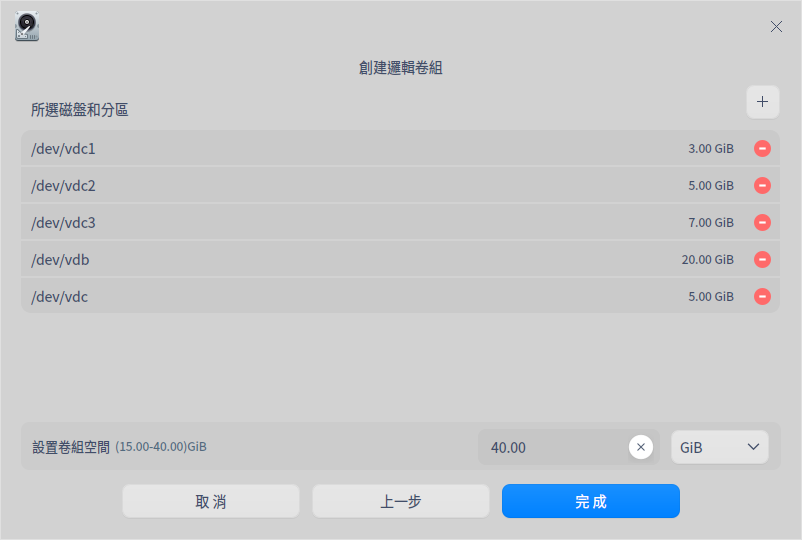 創建邏輯卷組
所選磁盤和分區
/dev/vdc1 3.00 GiB
/dev/vdc2 5.00 GiB
/dev/vdc3 7.00 GiB
/dev/vdb 20.00 GiB
/dev/vdc 5.00 GiB
設置卷組空間 (15.00-40.00)GiB 40.00 GiB
取消 上一步 完成